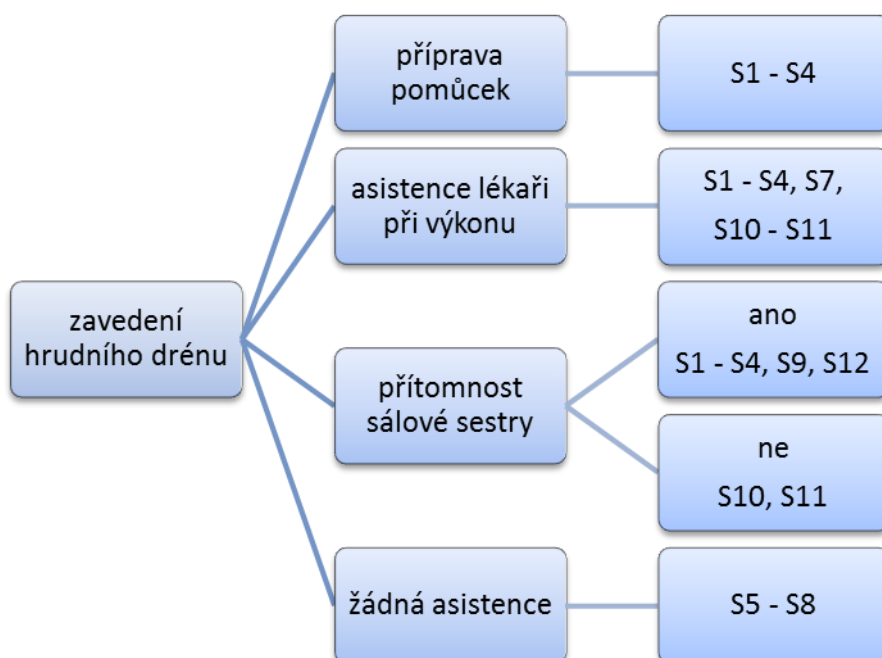 zavedení
hrudního drénu
příprava
pomůcek
S1 - S4
asistence lékaři
při výkonu
S1 - S4, S7,
S10 - S11
přítomnost
sálové sestry
ano
S1 - S4, S9, S12
ne
S10, S11
žádná asistence
S5 - S8